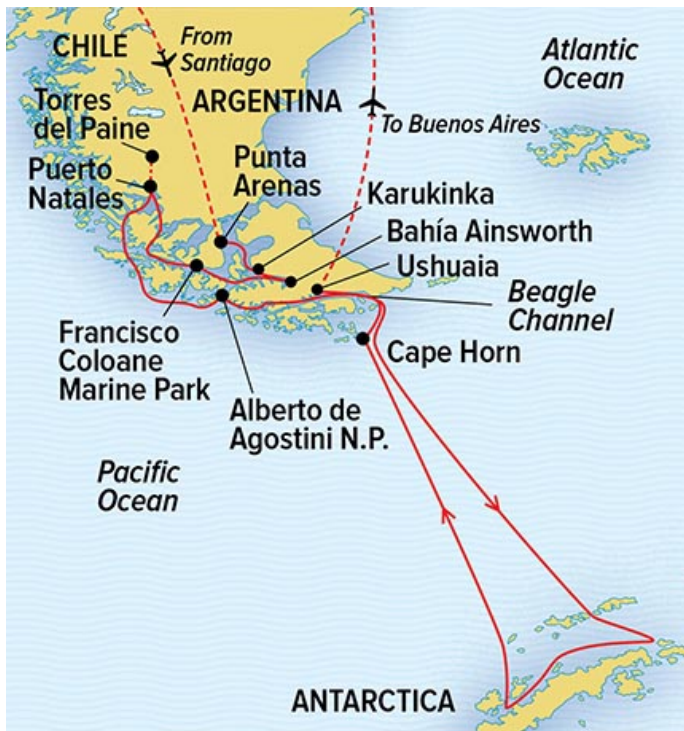 CHILE
From
Santiago
Atlantic
Ocean
Torres
del Paine
ARGENTINA
To Buenos Aires
Puerto
Natales
Punta
Arenas
Karukinka
Bahía Ainsworth
Ushuaia
Beagle
Channel
Francisco
Coloane
Marine Park
Cape Horn
Alberto de
Agostini N.P.
Pacific
Ocean
ANTARCTICA